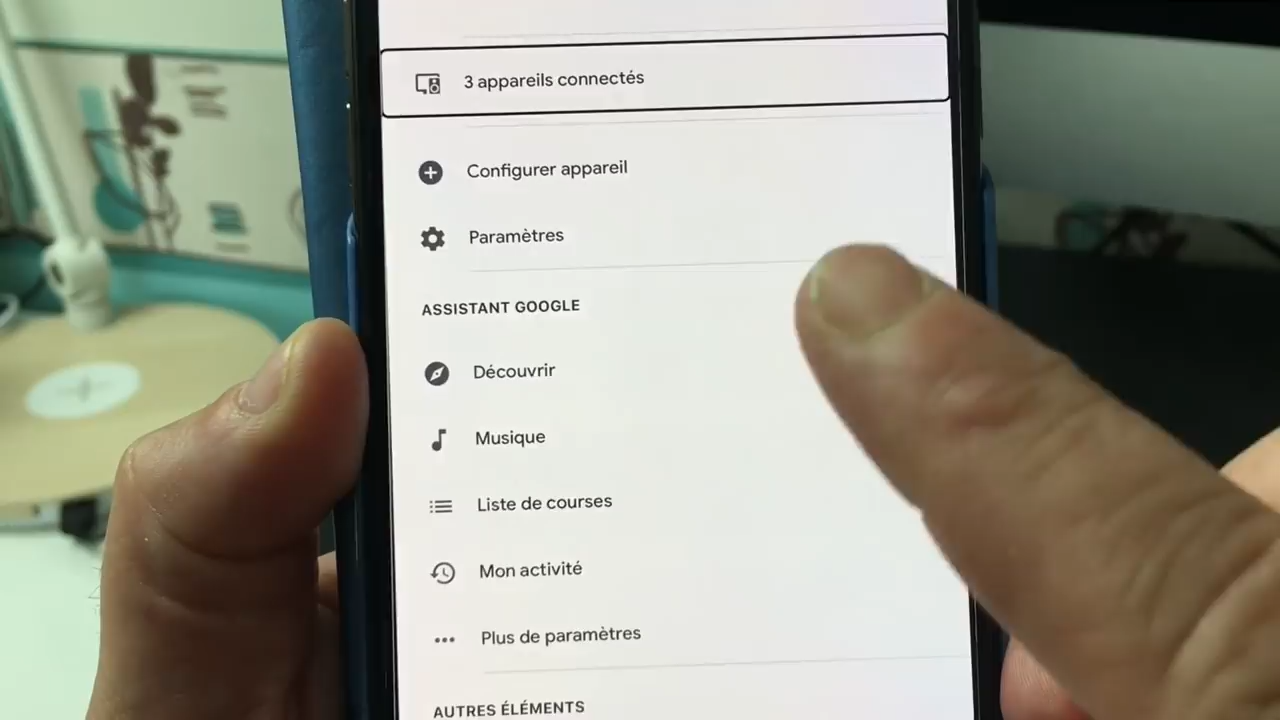 3 appareils connectés
Configurer appareil
Paramètres
ASSISTANT GOOGLE
Découvrir
Musique
Liste de courses
Mon activité
Plus de paramètres
AUTRES ÉLÉMENTS